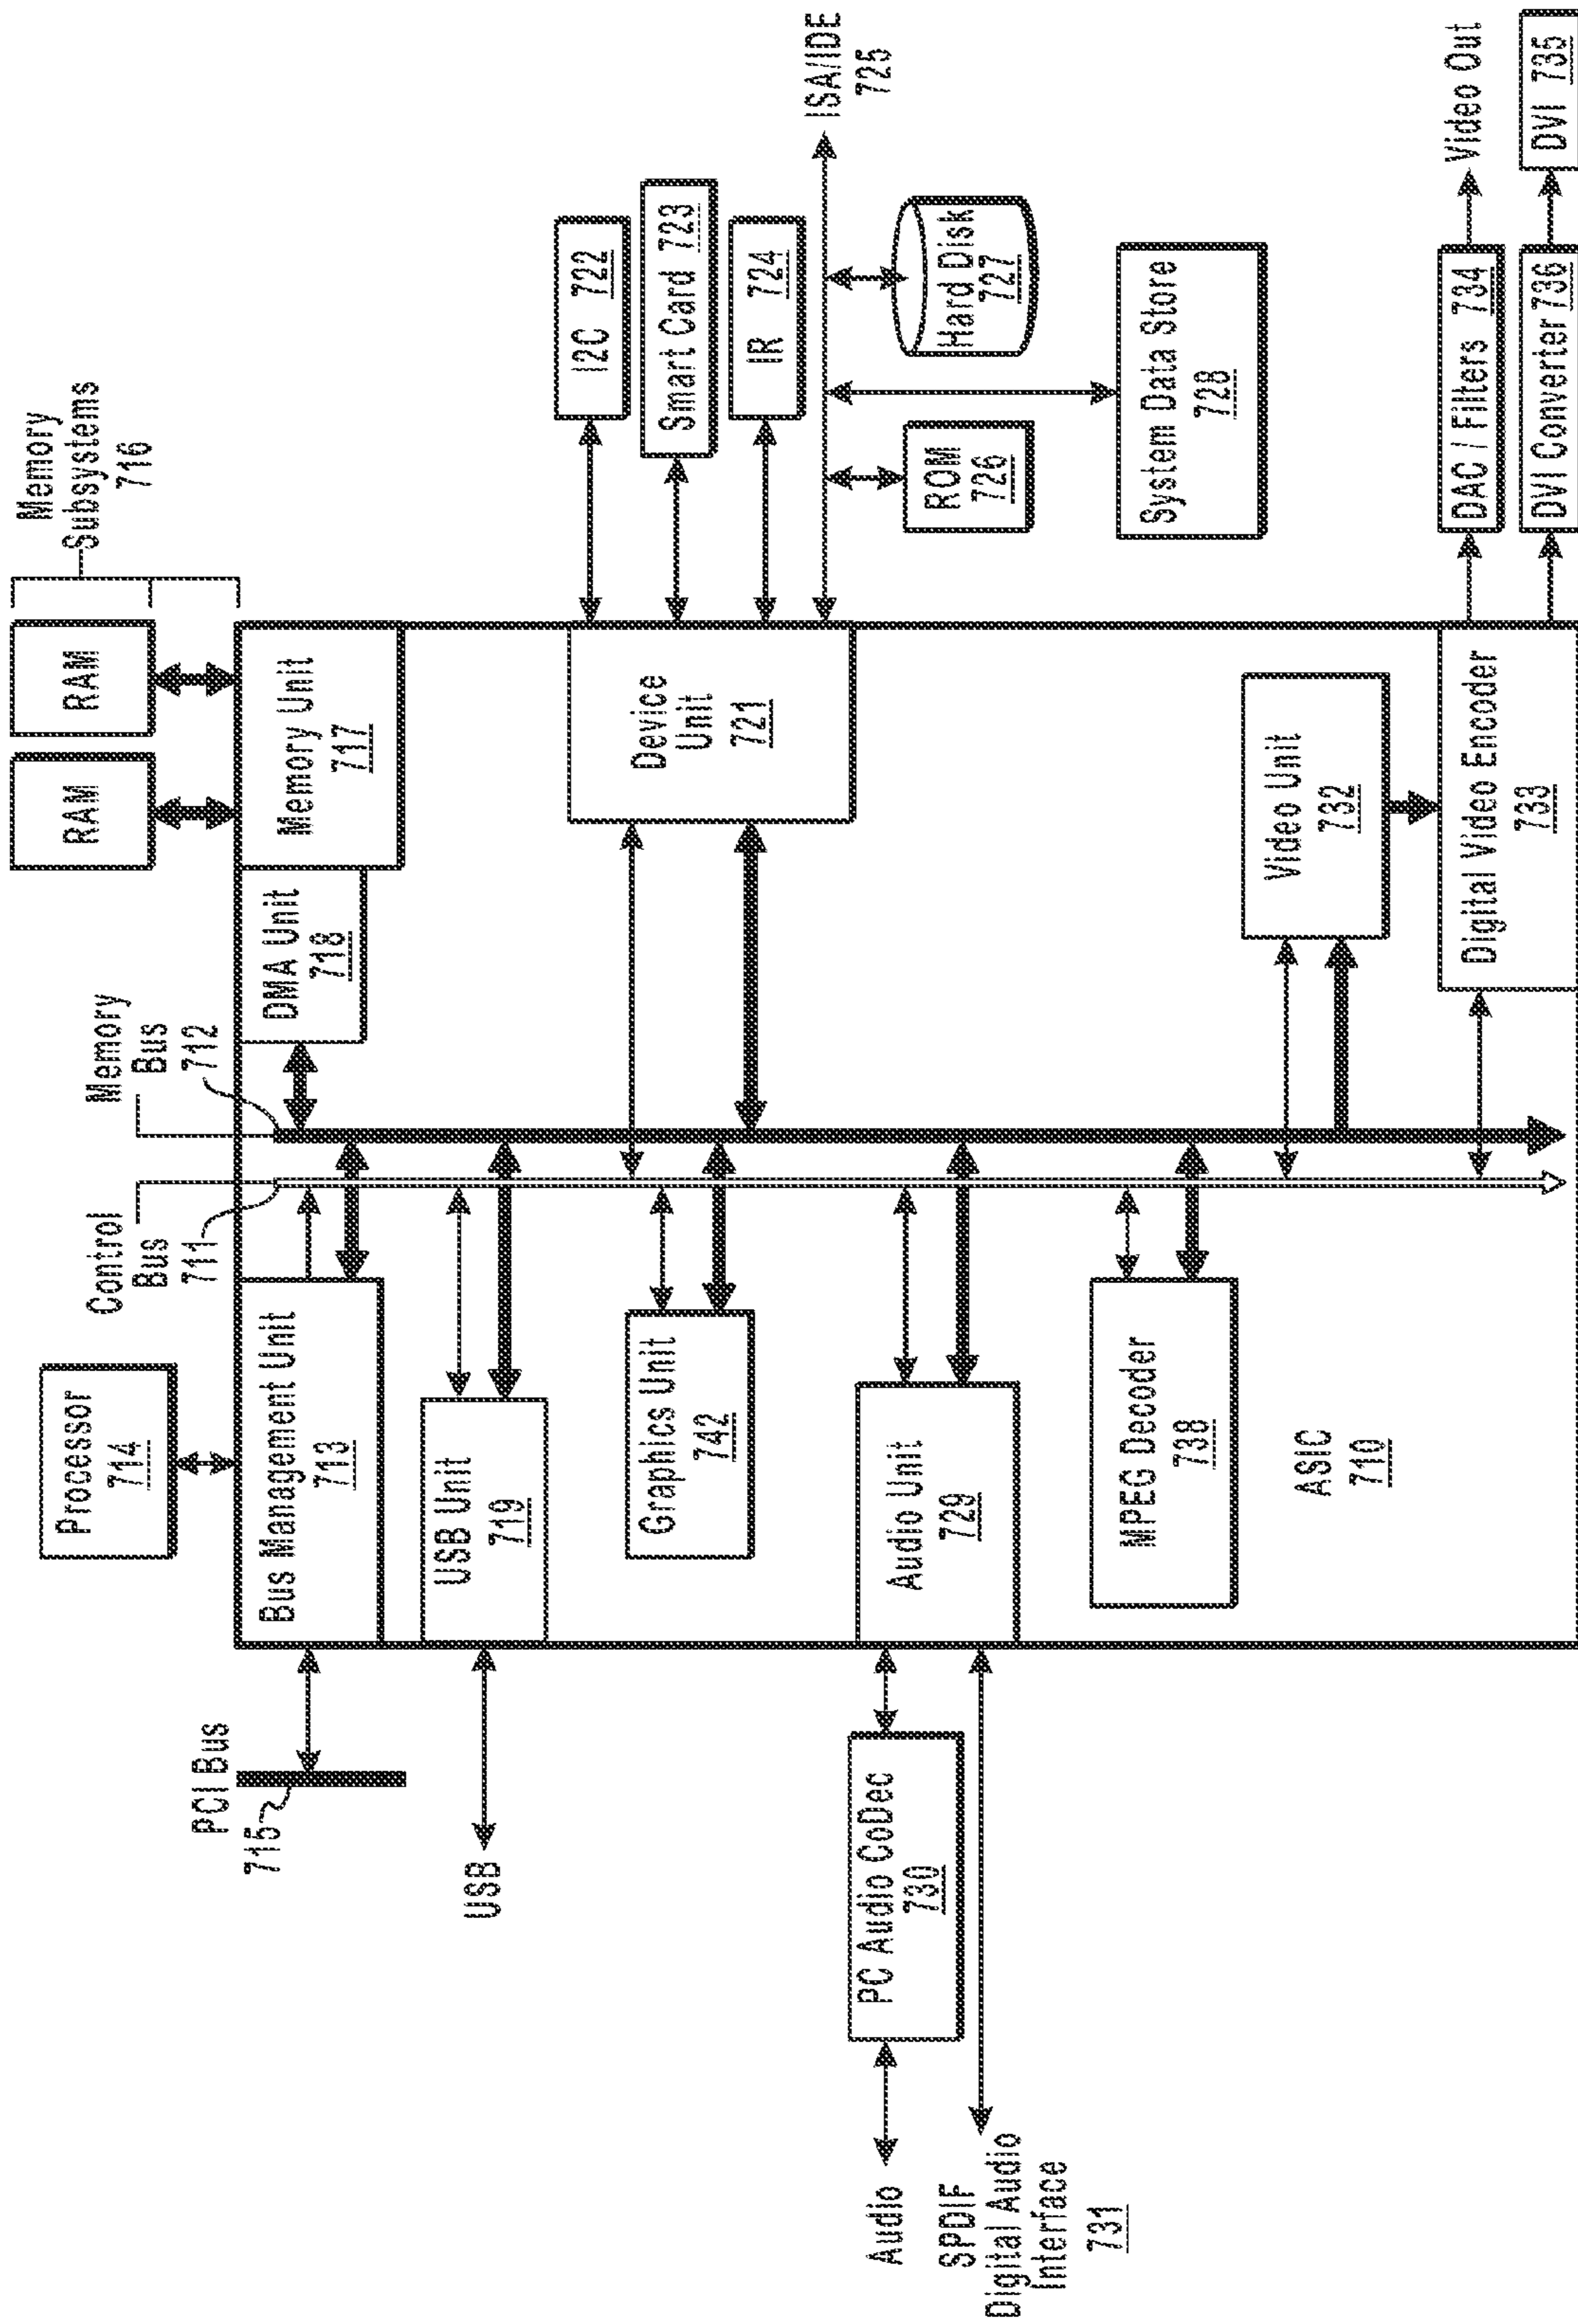 Processor
714
Control
Bus
711
Memory
Bus
712
RAM
RAM
Memory
Subsystems
716
PCI Bus
715
Bus Management Unit
713
DMA Unit
718
Memory Unit
717
USB
USB Unit
719
Graphics Unit
742
Device
Unit
721
I2C 722
Smart Card 723
IR 724
ISA/IDE
725
ROM
726
Hard Disk
727
System Data Store
728
Audio
PC Audio CoDec
730
Audio Unit
729
SPDIF
Digital Audio
Interface
731
MPEG Decoder
738
ASIC
710
Video Unit
732
Digital Video Encoder
733
DAC / Filters 734
Video Out
DVI Converter 736
DVI 735